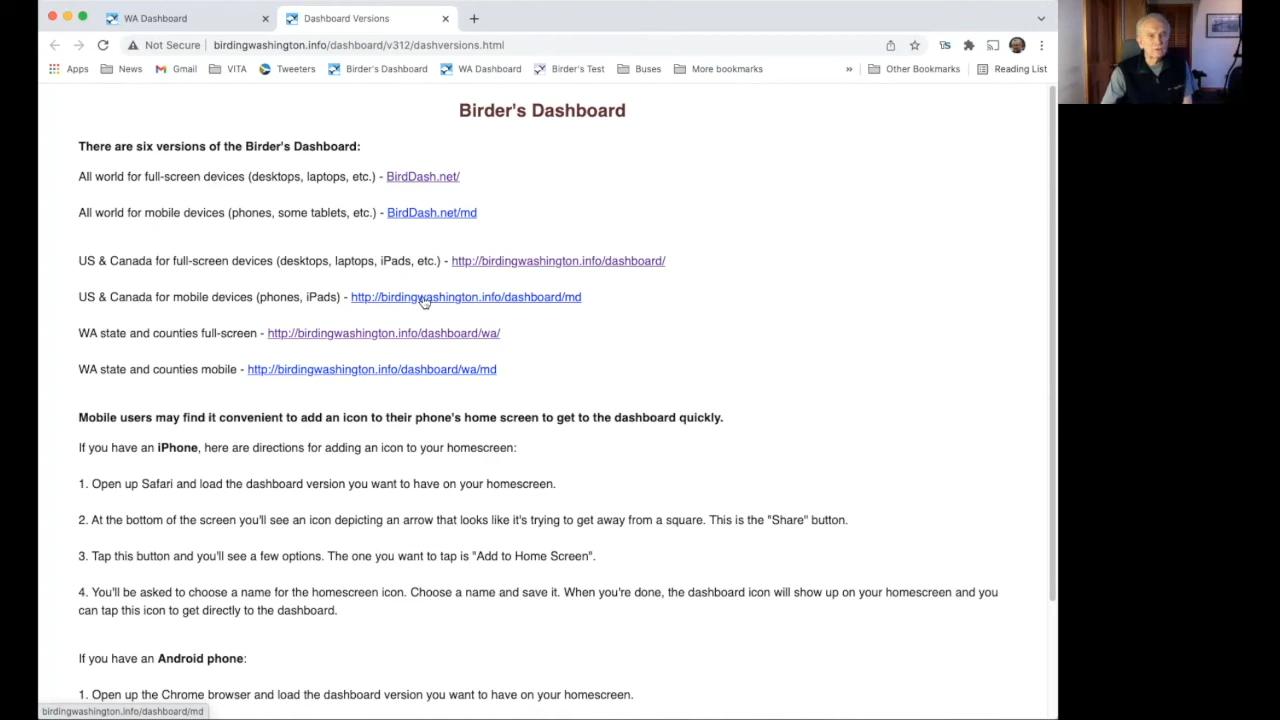 WA Dashboard
Dashboard Versions
Not Secure
birdingwashington.info/dashboard/v312/dashversions.html
Apps News Gmail VITA Tweeters Birder's Dashboard WA Dashboard Birder's Test Buses More bookmarks » Other Bookmarks Reading List
Birder's Dashboard
There are six versions of the Birder's Dashboard:
All world for full-screen devices (desktops, laptops, etc.) - BirdDash.net/
All world for mobile devices (phones, some tablets, etc.) - BirdDash.net/md
US & Canada for full-screen devices (desktops, laptops, iPads, etc.) - http://birdingwashington.info/dashboard/
US & Canada for mobile devices (phones, iPads) - http://birdingwashington.info/dashboard/md
WA state and counties full-screen - http://birdingwashington.info/dashboard/wa/
WA state and counties mobile - http://birdingwashington.info/dashboard/wa/md
Mobile users may find it convenient to add an icon to their phone's home screen to get to the dashboard quickly.
If you have an iPhone, here are directions for adding an icon to your homescreen:
1. Open up Safari and load the dashboard version you want to have on your homescreen.
2. At the bottom of the screen you'll see an icon depicting an arrow that looks like it's trying to get away from a square. This is the "Share" button.
3. Tap this button and you'll see a few options. The one you want to tap is "Add to Home Screen".
4. You'll be asked to choose a name for the homescreen icon. Choose a name and save it. When you're done, the dashboard icon will show up on your homescreen and you
can tap this icon to get directly to the dashboard.
If you have an Android phone:
1. Open up the Chrome browser and load the dashboard version you want to have on your homescreen.
birdingwashington.info/dashboard/md